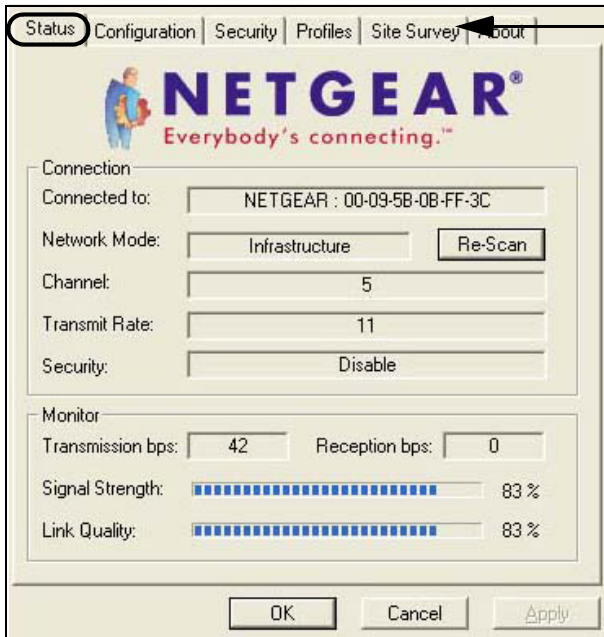 Status Configuration Security Profiles Site Survey About
NETGEAR®
Everybody's connecting.™
Connection
Connected to: NETGEAR : 00-09-5B-0B-FF-3C
Network Mode: Infrastructure Re-Scan
Channel: 5
Transmit Rate: 11
Security: Disable
Monitor
Transmission bps: 42 Reception bps: 0
Signal Strength: 83 %
Link Quality: 83 %
OK Cancel Apply